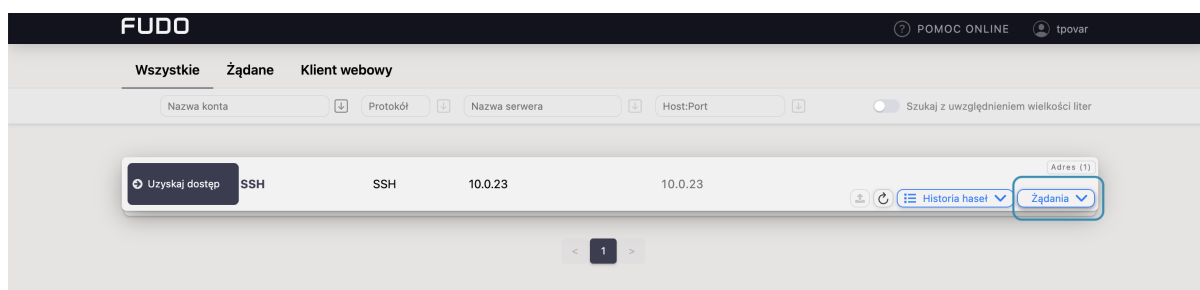 FUDO
? POMOC ONLINE tpovar
Wszystkie Żądane Klient webowy
Nazwa konta Protokół Nazwa serwera Host:Port Szukaj z uwzględnieniem wielkości liter
Adres (1)
Uzyskaj dostęp SSH SSH 10.0.23 10.0.23
Historia haseł Żądania
< 1 >